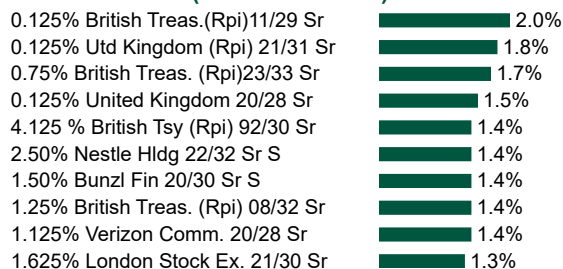 0.125% British Treas.(Rpi)11/29 Sr 2.0%
0.125% Utd Kingdom (Rpi) 21/31 Sr 1.8%
0.75% British Treas. (Rpi)23/33 Sr 1.7%
0.125% United Kingdom 20/28 Sr 1.5%
4.125 % British Tsy (Rpi) 92/30 Sr 1.4%
2.50% Nestle Hldg 22/32 Sr S 1.4%
1.50% Bunzl Fin 20/30 Sr S 1.4%
1.25% British Treas. (Rpi) 08/32 Sr 1.4%
1.125% Verizon Comm. 20/28 Sr 1.4%
1.625% London Stock Ex. 21/30 Sr 1.3%